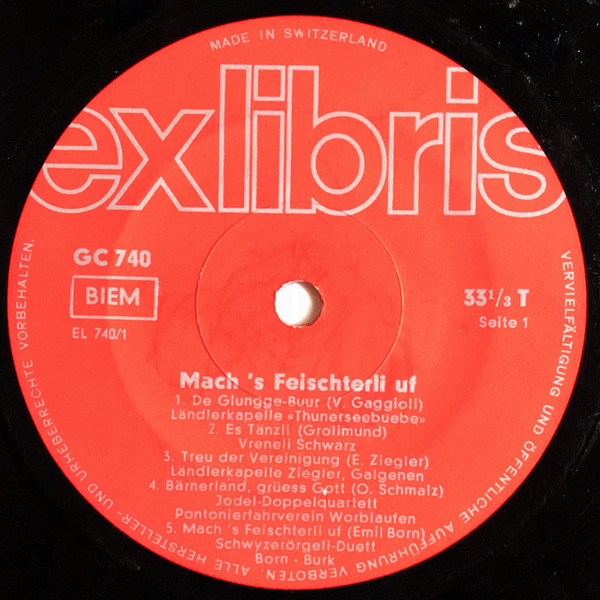 MADE IN SWITZERLAND
exlibris
GC 740
BIEM
EL 740/1
33 1/3 T
Seite 1
Mach 's Feischterli uf
1. De Glungge-Buur (V. Gaggioli)
Ländlerkapelle «Thunerseebuebe»
2. Es Tänzli (Grolimund)
Vreneli Schwarz
3. Treu der Vereinigung (E. Ziegler)
Ländlerkapelle Ziegler, Galgenen
4. Bärnerland, grüess Gott (O. Schmalz)
Jodel-Doppelquartett
Pontonierfahrverein Worblaufen
5. Mach 's Feischterli uf (Emil Born)
Schwyzerörgeli-Duett
Born - Burk
VERVIELFÄLTIGUNG UND ÖFFENTLICHE AUFFÜHRUNG VERBOTEN. ALLE HERSTELLER- UND URHEBERRECHTE VORBEHALTEN.